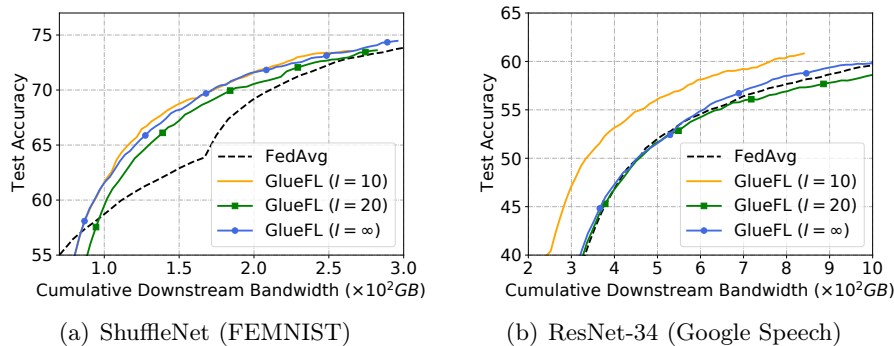 75
70
65
60
55
Test Accuracy
FedAvg
GlueFL (I = 10)
GlueFL (I = 20)
GlueFL (I = ∞)
1.0 1.5 2.0 2.5 3.0
Cumulative Downstream Bandwidth (×10²GB)
(a) ShuffleNet (FEMNIST)
65
60
55
50
45
40
Test Accuracy
FedAvg
GlueFL (I = 10)
GlueFL (I = 20)
GlueFL (I = ∞)
2 3 4 5 6 7 8 9 10
Cumulative Downstream Bandwidth (×10²GB)
(b) ResNet-34 (Google Speech)